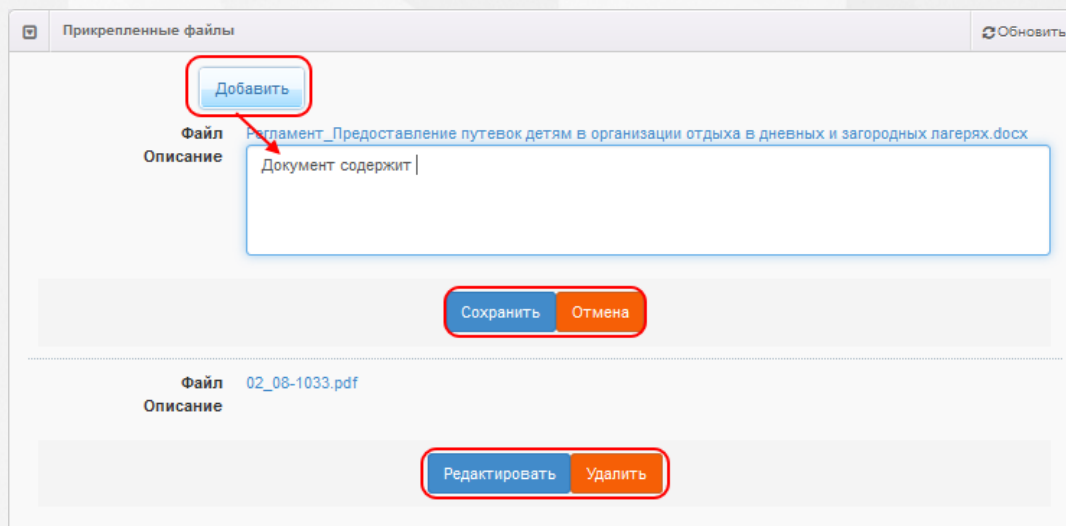 Прикрепленные файлы
Обновить
Добавить
Файл Регламент_Предоставление путевок детям в организации отдыха в дневных и загородных лагерях.docx
Описание
Документ содержит
Сохранить Отмена
Файл 02_08-1033.pdf
Описание
Редактировать Удалить